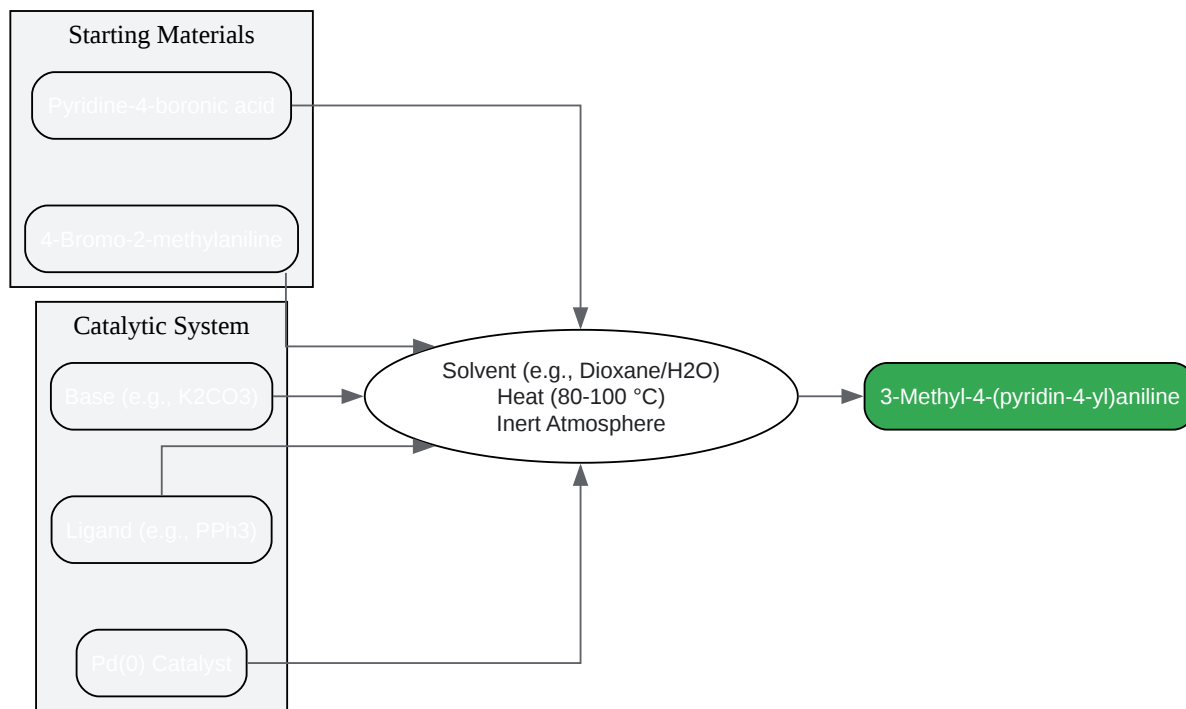 Starting Materials
Pyridine-4-boronic acid
4-Bromo-2-methylaniline
Catalytic System
Base (e.g., K2CO3)
Ligand (e.g., PPh3)
Pd(0) Catalyst
Solvent (e.g., Dioxane/H2O)
Heat (80-100 °C)
Inert Atmosphere
3-Methyl-4-(pyridin-4-yl)aniline